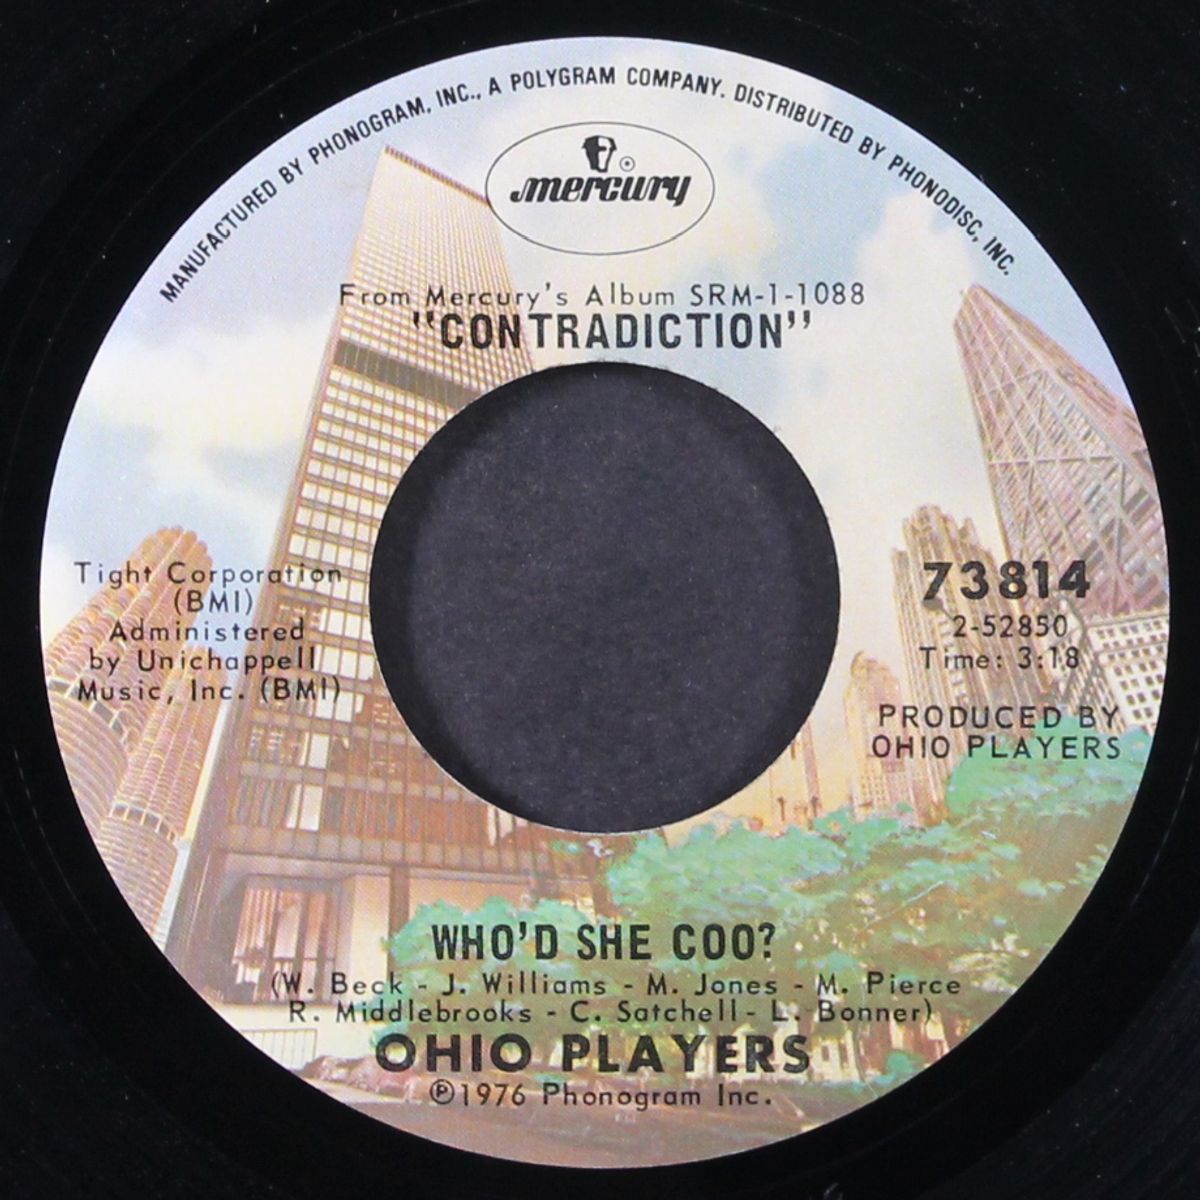 MANUFACTURED BY PHONOGRAM, INC., A POLYGRAM COMPANY. DISTRIBUTED BY PHONODISC, INC.
mercury ®
From Mercury's Album SRM-1-1088
"CONTRADICTION"
Tight Corporation
(BMI)
Administered
by Unichappell
Music, Inc. (BMI)
73814
2-52850
Time: 3:18
PRODUCED BY
OHIO PLAYERS
WHO'D SHE COO?
(W. Beck - J. Williams - M. Jones - M. Pierce
R. Middlebrooks - C. Satchell - L. Bonner)
OHIO PLAYERS
℗1976 Phonogram Inc.